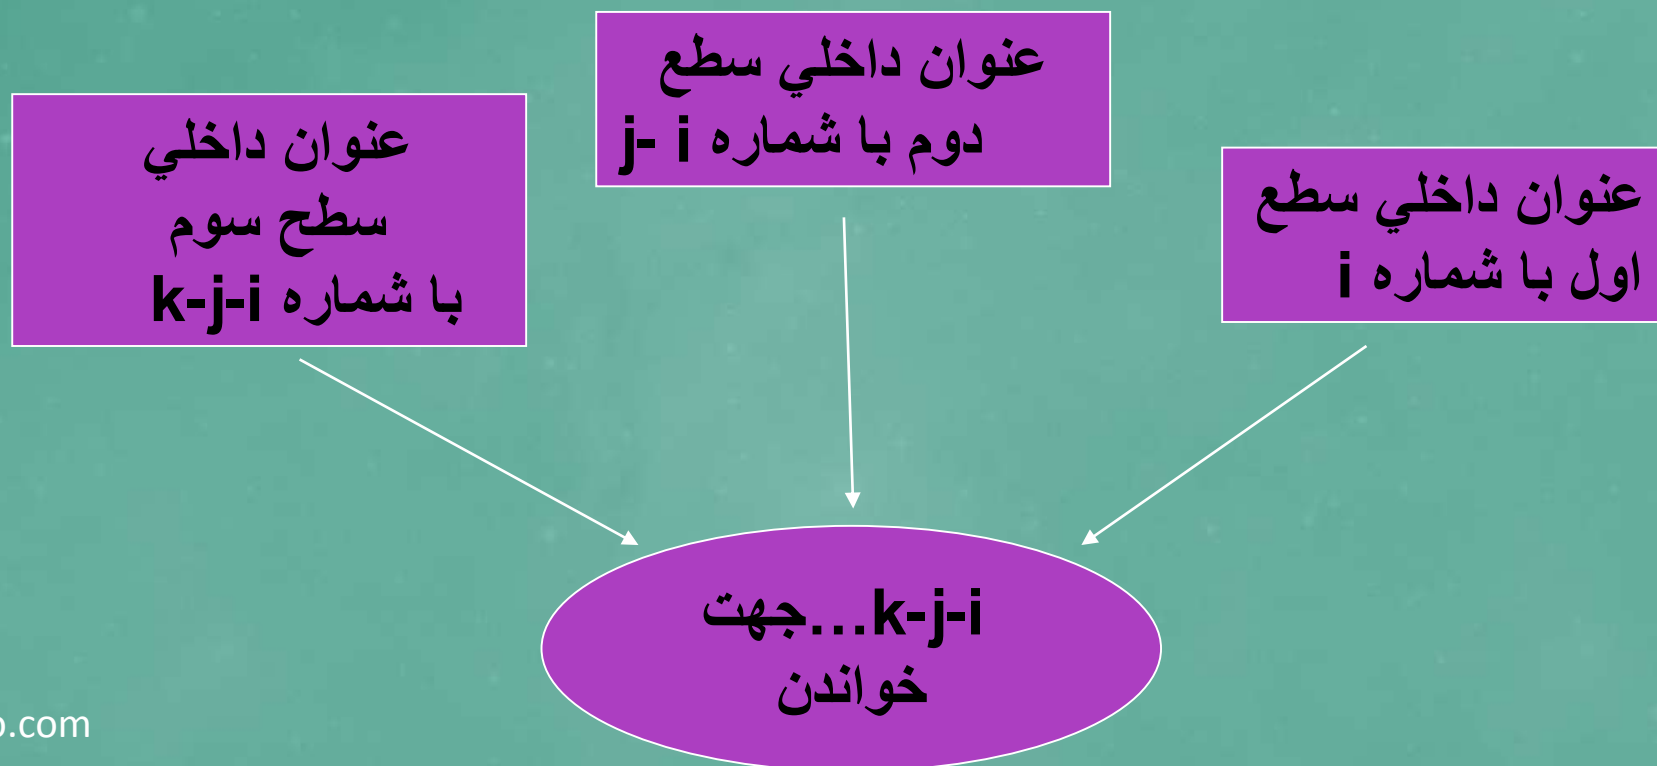 عنوان داخلي سطع
اول با شماره i
عنوان داخلي سطع
دوم با شماره j- i
عنوان داخلي
سطح سوم
با شماره k-j-i
k-j-i...جهت
خواندن
.com